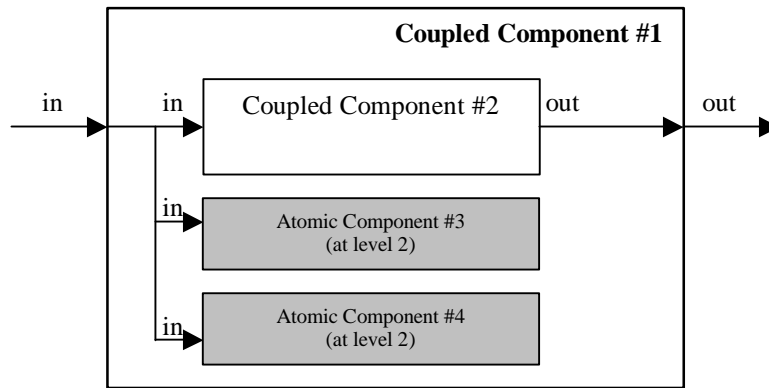 Coupled Component #1
in
in
Coupled Component #2
out
out
in
Atomic Component #3
(at level 2)
in
Atomic Component #4
(at level 2)